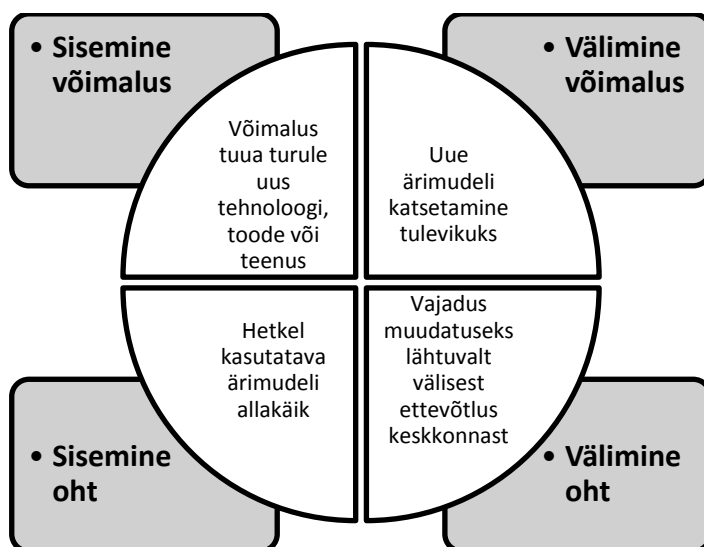 • Sisemine
võimalus
• Välimine
võimalus
Võimalus
tuua turule
uus
tehnoloogi,
toode või
teenus
Uue
ärimudeli
katsetamine
tulevikuks
Hetkel
kasutatava
ärimudeli
allakäik
Vajadus
muudatuseks
lähtuvalt
välisest
ettevõtlus
keskkonnast
• Sisemine
oht
• Välimine
oht